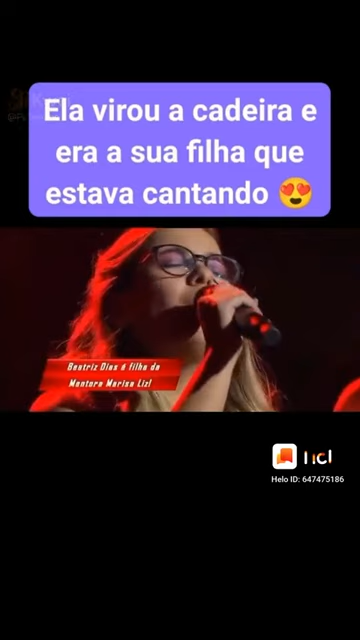 Ela virou a cadeira e
era a sua filha que
estava cantando 😍
Beatriz Dias é filha da
Mentora Marisa Liz!
Helo ID: 647475186